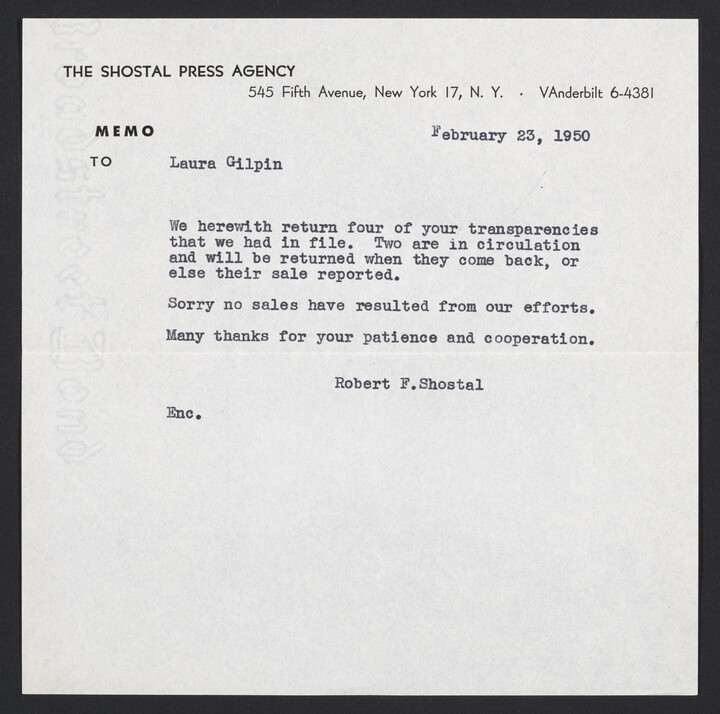 THE SHOSTAL PRESS AGENCY
545 Fifth Avenue, New York 17, N. Y. · VAnderbilt 6-4381
MEMO
February 23, 1950
TO Laura Gilpin
We herewith return four of your transparencies
that we had in file. Two are in circulation
and will be returned when they come back, or
else their sale reported.
Sorry no sales have resulted from our efforts.
Many thanks for your patience and cooperation.
Robert F.Shostal
Enc.